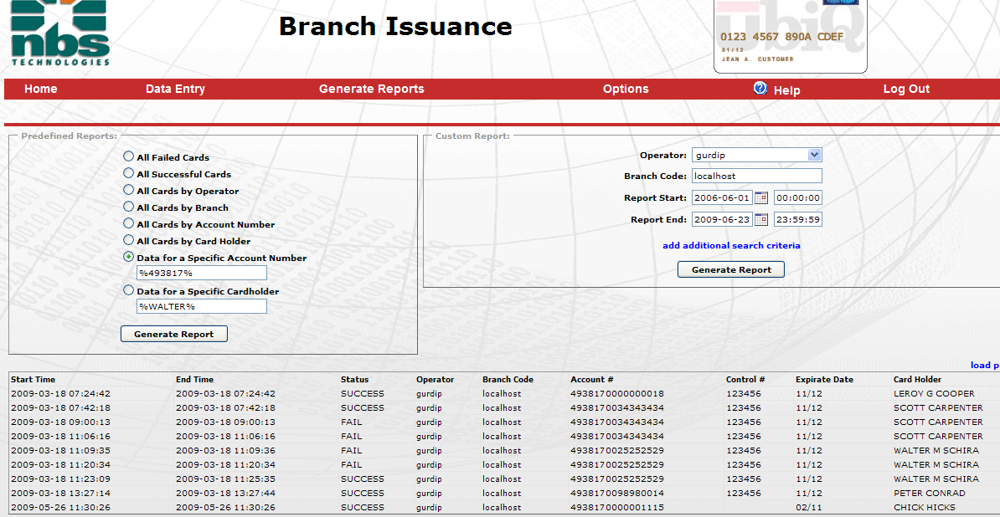 nbs
TECHNOLOGIES
Branch Issuance
UbiQ
0123 4567 890A CDEF
01/12
JEAN A. CUSTOMER
Home Data Entry Generate Reports Options Help Log Out
Predefined Reports:
All Failed Cards
All Successful Cards
All Cards by Operator
All Cards by Branch
All Cards by Account Number
All Cards by Card Holder
Data for a Specific Account Number
%493817%
Data for a Specific Cardholder
%WALTER%
Generate Report
Custom Report:
Operator: gurdip
Branch Code: localhost
Report Start: 2006-06-01 00:00:00
Report End: 2009-06-23 23:59:59
add additional search criteria
Generate Report
load p
Start Time End Time Status Operator Branch Code Account # Control # Expirate Date Card Holder
2009-03-18 07:24:42 2009-03-18 07:24:42 SUCCESS gurdip localhost 4938170000000018 123456 11/12 LEROY G COOPER
2009-03-18 07:42:18 2009-03-18 07:42:18 SUCCESS gurdip localhost 4938170034343434 123456 11/12 SCOTT CARPENTER
2009-03-18 09:00:13 2009-03-18 09:00:13 FAIL gurdip localhost 4938170034343434 123456 11/12 SCOTT CARPENTER
2009-03-18 11:06:16 2009-03-18 11:06:16 FAIL gurdip localhost 4938170034343434 123456 11/12 SCOTT CARPENTER
2009-03-18 11:09:35 2009-03-18 11:09:36 FAIL gurdip localhost 4938170025252529 123456 11/12 WALTER M SCHIRA
2009-03-18 11:20:34 2009-03-18 11:20:34 FAIL gurdip localhost 4938170025252529 123456 11/12 WALTER M SCHIRA
2009-03-18 11:23:09 2009-03-18 11:25:35 SUCCESS gurdip localhost 4938170025252529 123456 11/12 WALTER M SCHIRA
2009-03-18 13:27:14 2009-03-18 13:27:44 SUCCESS gurdip localhost 4938170098980014 123456 11/12 PETER CONRAD
2009-05-26 11:30:26 2009-05-26 11:30:26 SUCCESS gurdip localhost 4938170000001115 02/11 CHICK HICKS